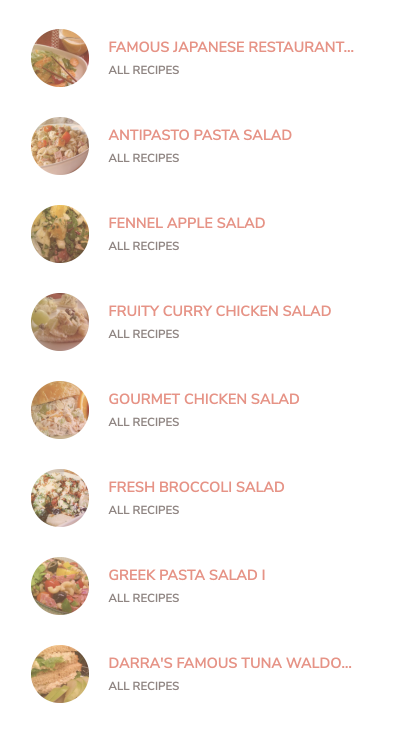 FAMOUS JAPANESE RESTAURANT...
ALL RECIPES
ANTIPASTO PASTA SALAD
ALL RECIPES
FENNEL APPLE SALAD
ALL RECIPES
FRUITY CURRY CHICKEN SALAD
ALL RECIPES
GOURMET CHICKEN SALAD
ALL RECIPES
FRESH BROCCOLI SALAD
ALL RECIPES
GREEK PASTA SALAD I
ALL RECIPES
DARRA'S FAMOUS TUNA WALDO...
ALL RECIPES